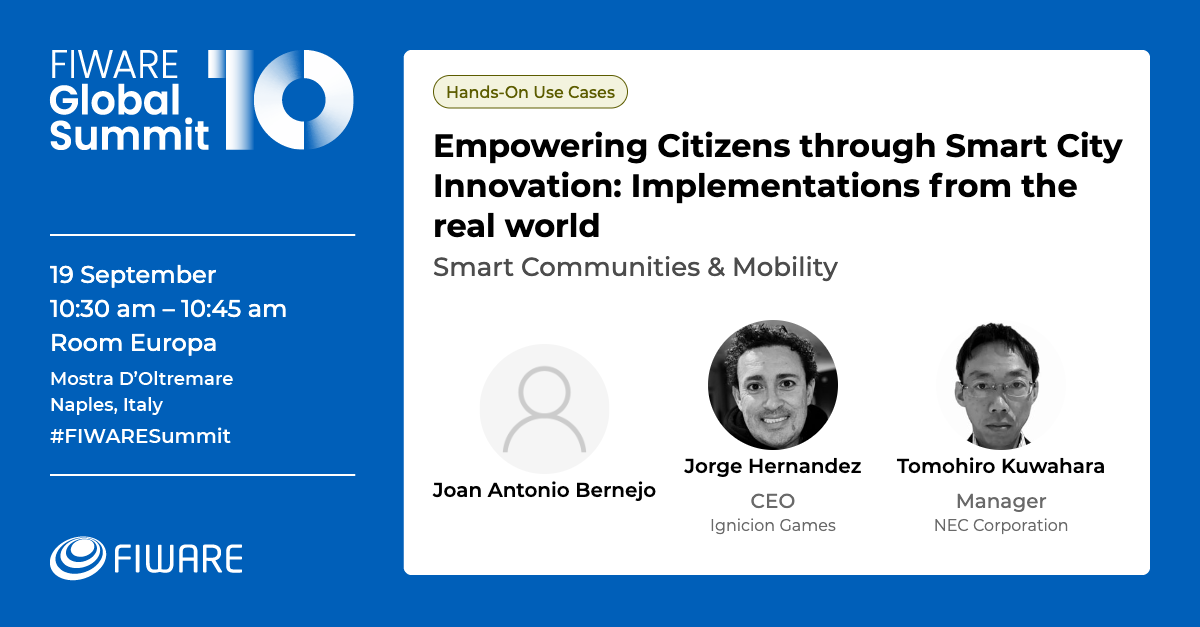 FIWARE
Global
Summit
10
19 September
10:30 am – 10:45 am
Room Europa
Mostra D’Oltremare
Naples, Italy
#FIWARESummit
FIWARE
Hands-On Use Cases
Empowering Citizens through Smart City
Innovation: Implementations from the
real world
Smart Communities & Mobility
Joan Antonio Bernejo
Jorge Hernandez
CEO
Ignicion Games
Tomohiro Kuwahara
Manager
NEC Corporation